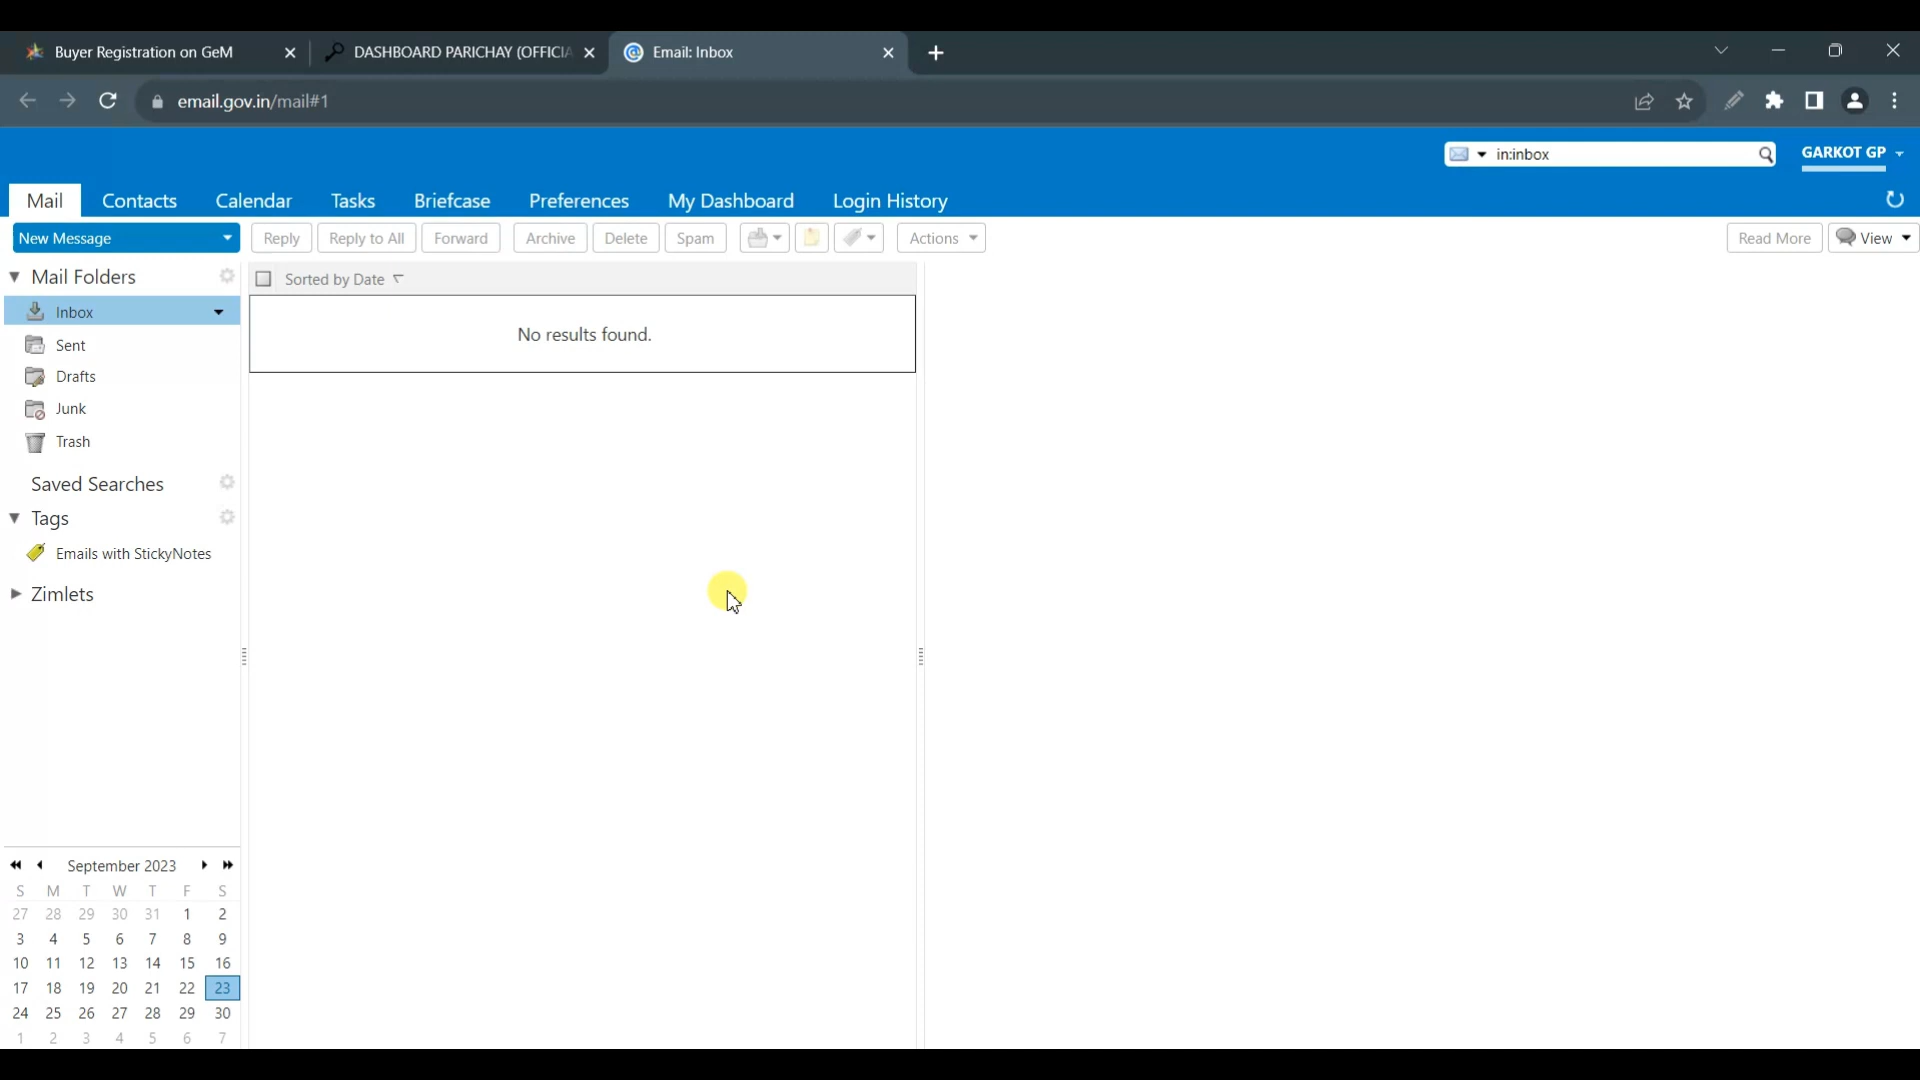 Buyer Registration on GeM
DASHBOARD PARICHAY (OFFICIA
Email: Inbox
email.gov.in/mail#1
in:inbox
GARKOT GP
Mail Contacts Calendar Tasks Briefcase Preferences My Dashboard Login History
New Message Reply Reply to All Forward Archive Delete Spam Actions Read More View
Mail Folders
Sorted by Date
Inbox
No results found.
Sent
Drafts
Junk
Trash
Saved Searches
Tags
Emails with StickyNotes
Zimlets
September 2023
S M T W T F S
27 28 29 30 31 1 2
3 4 5 6 7 8 9
10 11 12 13 14 15 16
17 18 19 20 21 22 23
24 25 26 27 28 29 30
1 2 3 4 5 6 7